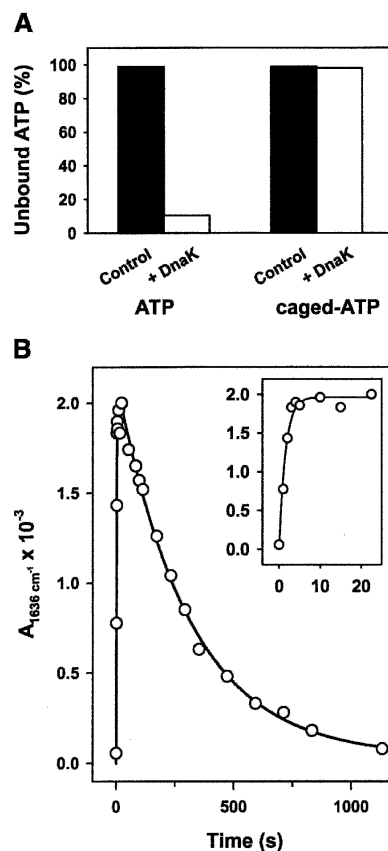 A
Unbound ATP (%)
100
80
60
40
20
0
Control
+ DnaK
Control
+ DnaK
ATP
caged-ATP
B
A1636 cm-1 x 10-3
2.0
1.5
1.0
0.5
0.0
2.0
1.5
1.0
0.5
0.0
0 10 20
0 500 1000
Time (s)